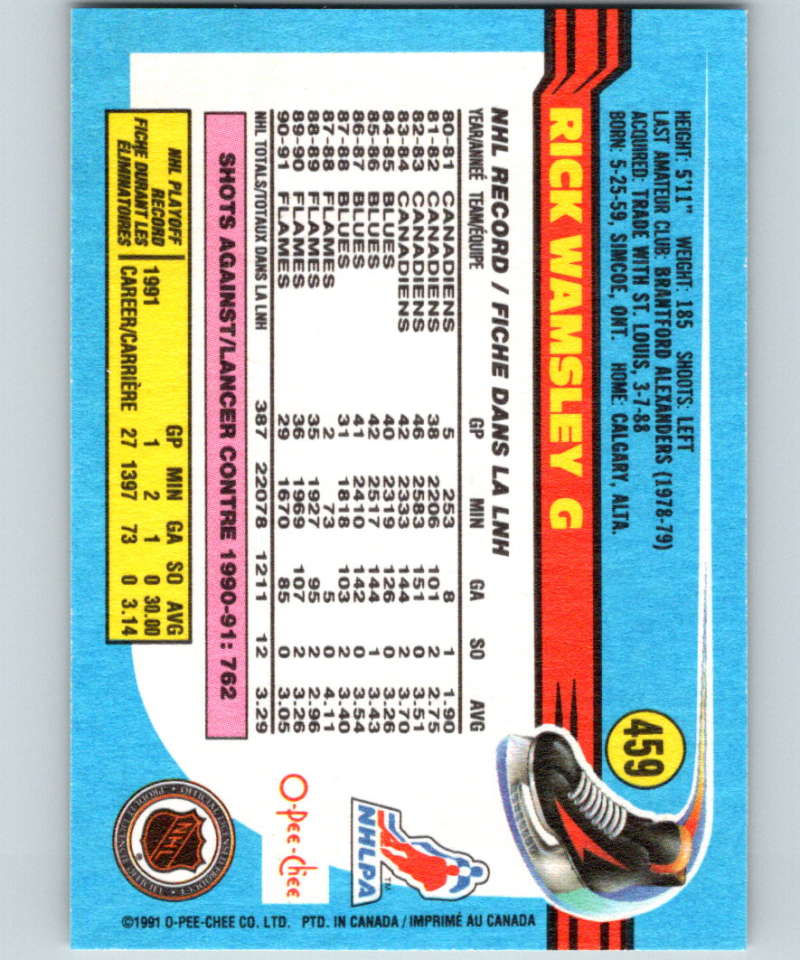 459
HEIGHT: 5'11" WEIGHT: 185 SHOOTS: LEFT
LAST AMATEUR CLUB: BRANTFORD ALEXANDERS (1978-79)
ACQUIRED: TRADE WITH ST. LOUIS, 3-7-88
BORN: 5-25-59, SIMCOE, ONT. HOME: CALGARY, ALTA.
RICK WAMSLEY G
NHL RECORD / FICHE DANS LA LNH
YEAR/ANNÉE TEAM/ÉQUIPE GP MIN GA SO AVG
80-81 CANADIENS 5 253 8 1 1.90
81-82 CANADIENS 38 2206 101 2 2.75
82-83 CANADIENS 46 2583 151 0 3.51
83-84 CANADIENS 42 2333 144 2 3.70
84-85 BLUES 40 2319 126 0 3.26
85-86 BLUES 42 2517 144 1 3.43
86-87 BLUES 41 2410 142 0 3.54
87-88 BLUES 31 1818 103 2 3.40
87-88 FLAMES 2 73 5 0 4.11
88-89 FLAMES 35 1927 95 2 2.96
89-90 FLAMES 36 1969 107 2 3.26
90-91 FLAMES 29 1670 85 0 3.05
NHL TOTALS/TOTAUX DANS LA LNH 387 22078 1211 12 3.29
SHOTS AGAINST/LANCER CONTRE 1990-91: 762
NHL PLAYOFF
RECORD
FICHE DURANT LES
ÉLIMINATOIRES
GP MIN GA SO AVG
1991 1 2 1 0 30.00
CAREER/CARRIÈRE 27 1397 73 0 3.14
NHLPA
TM
O-Pee-Chee
NHL
©1991 O-PEE-CHEE CO. LTD. PTD. IN CANADA / IMPRIMÉ AU CANADA